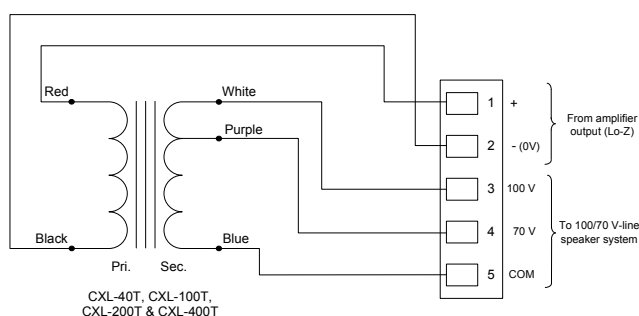 Red
White
Purple
Black
Blue
Pri.
Sec.
CXL-40T, CXL-100T,
CXL-200T & CXL-400T
1 +
2 - (0V)
3 100 V
4 70 V
5 COM
From amplifier
output (Lo-Z)
To 100/70 V-line
speaker system